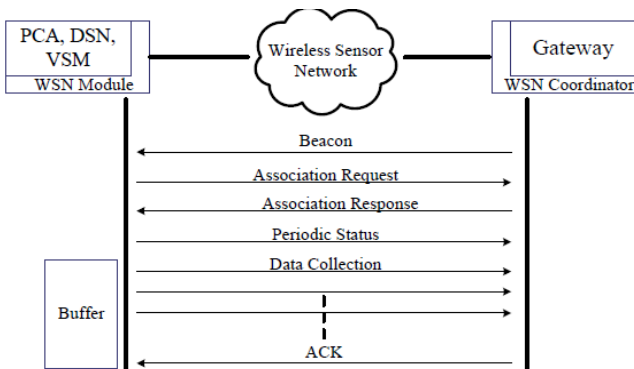 PCA, DSN,
VSM
WSN Module
Wireless Sensor
Network
Gateway
WSN Coordinator
Beacon
Association Request
Association Response
Periodic Status
Data Collection
Buffer
ACK